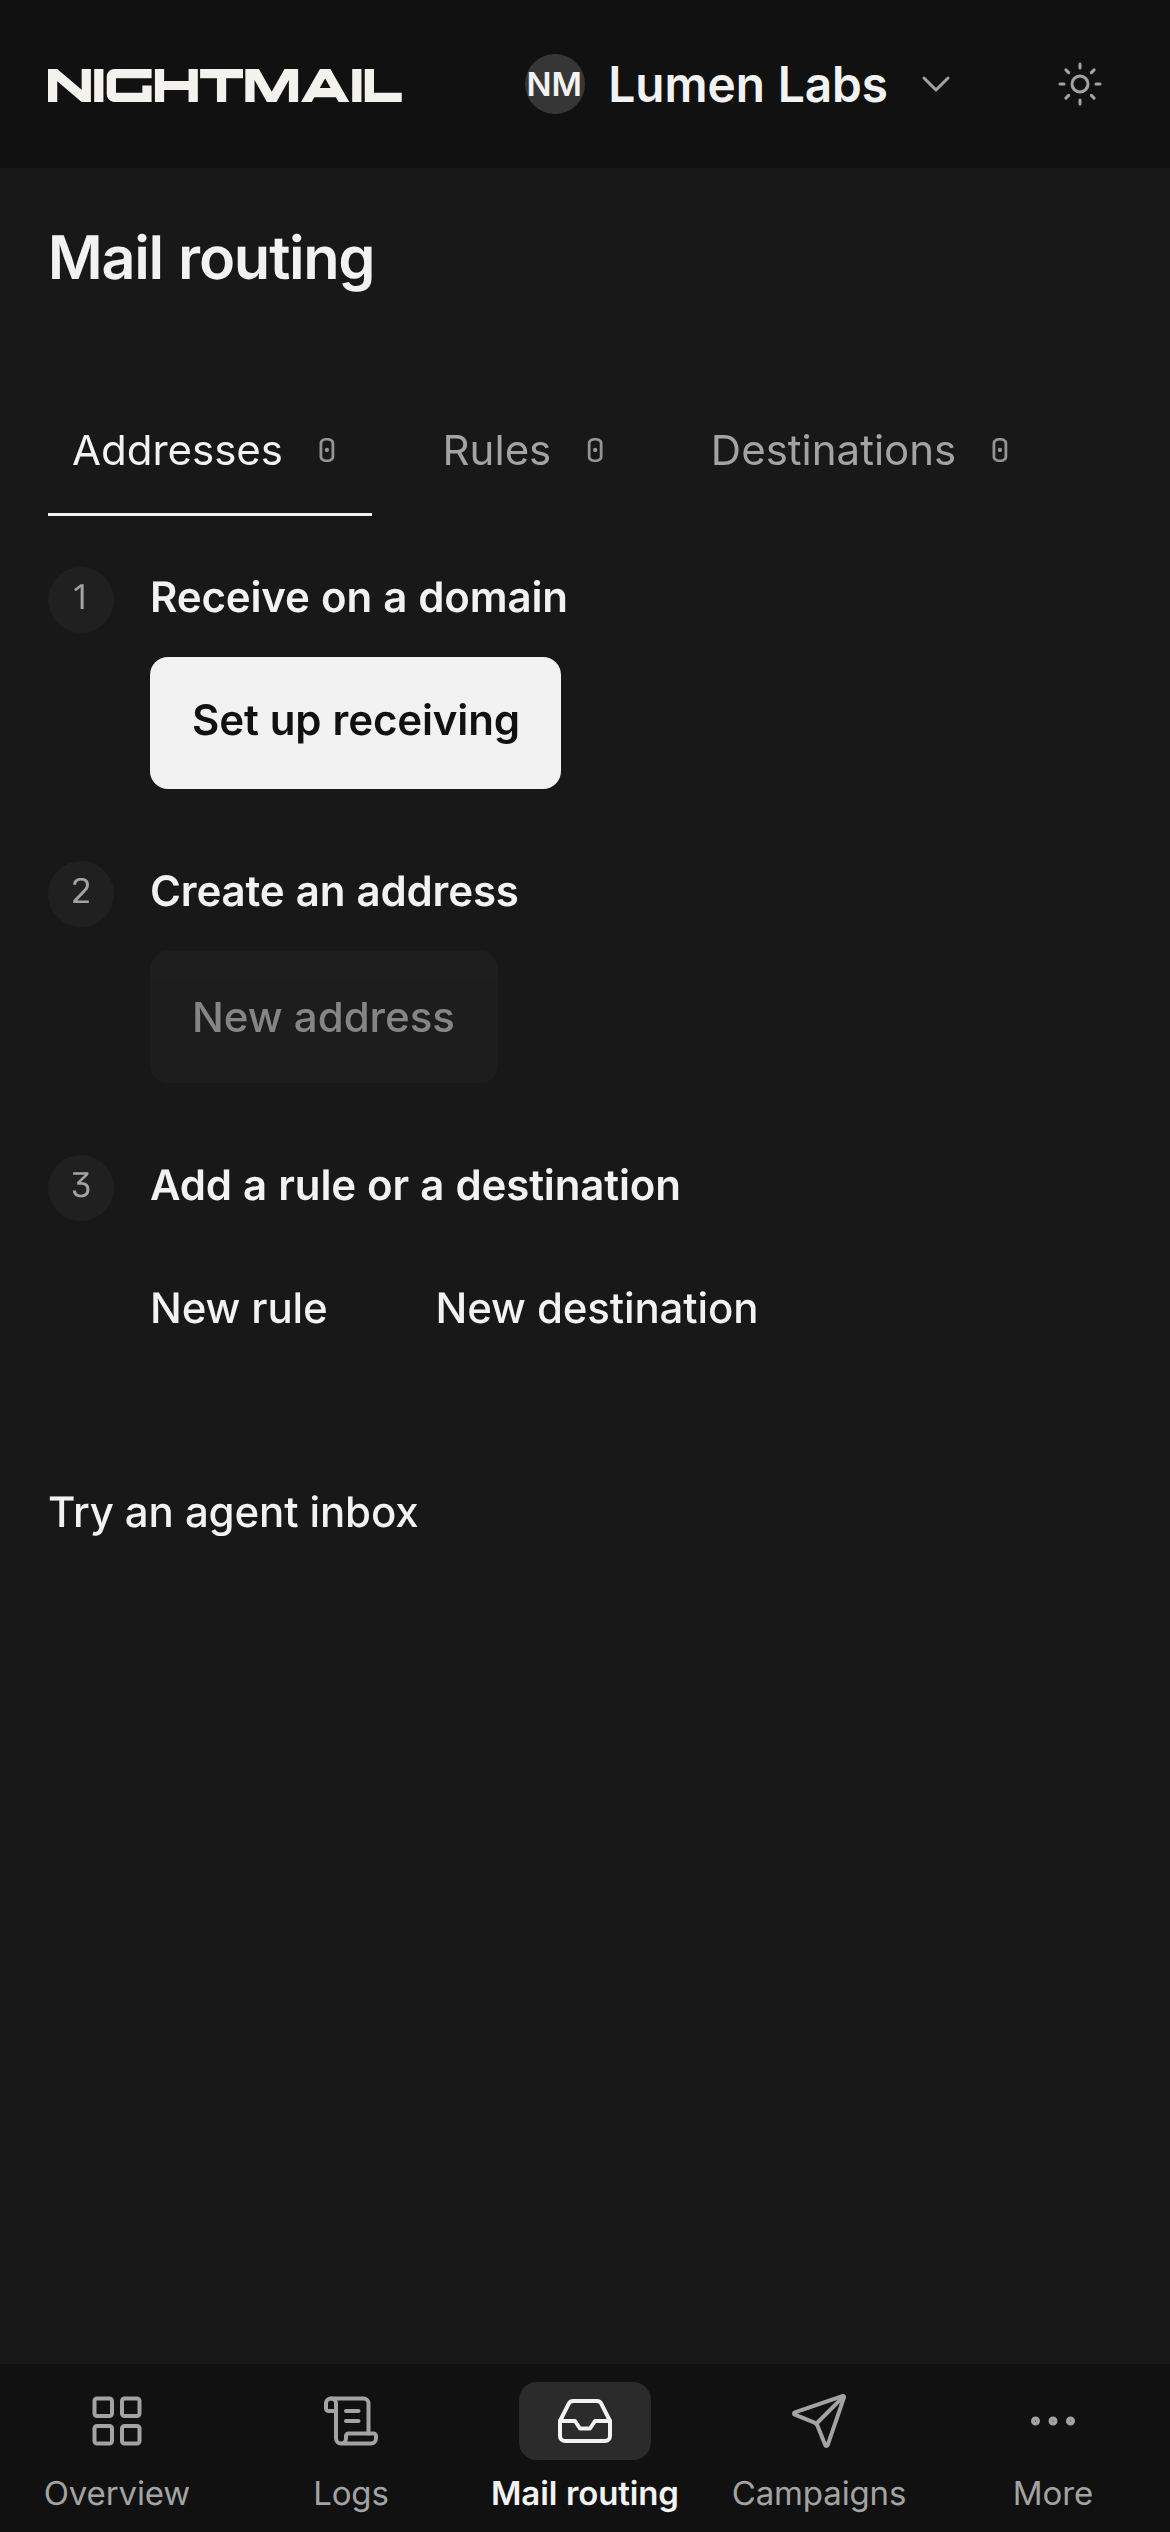 NIGHTMAIL
NM Lumen Labs
Mail routing
Addresses 0 Rules 0 Destinations 0
1 Receive on a domain
Set up receiving
2 Create an address
New address
3 Add a rule or a destination
New rule New destination
Try an agent inbox
Overview Logs Mail routing Campaigns More